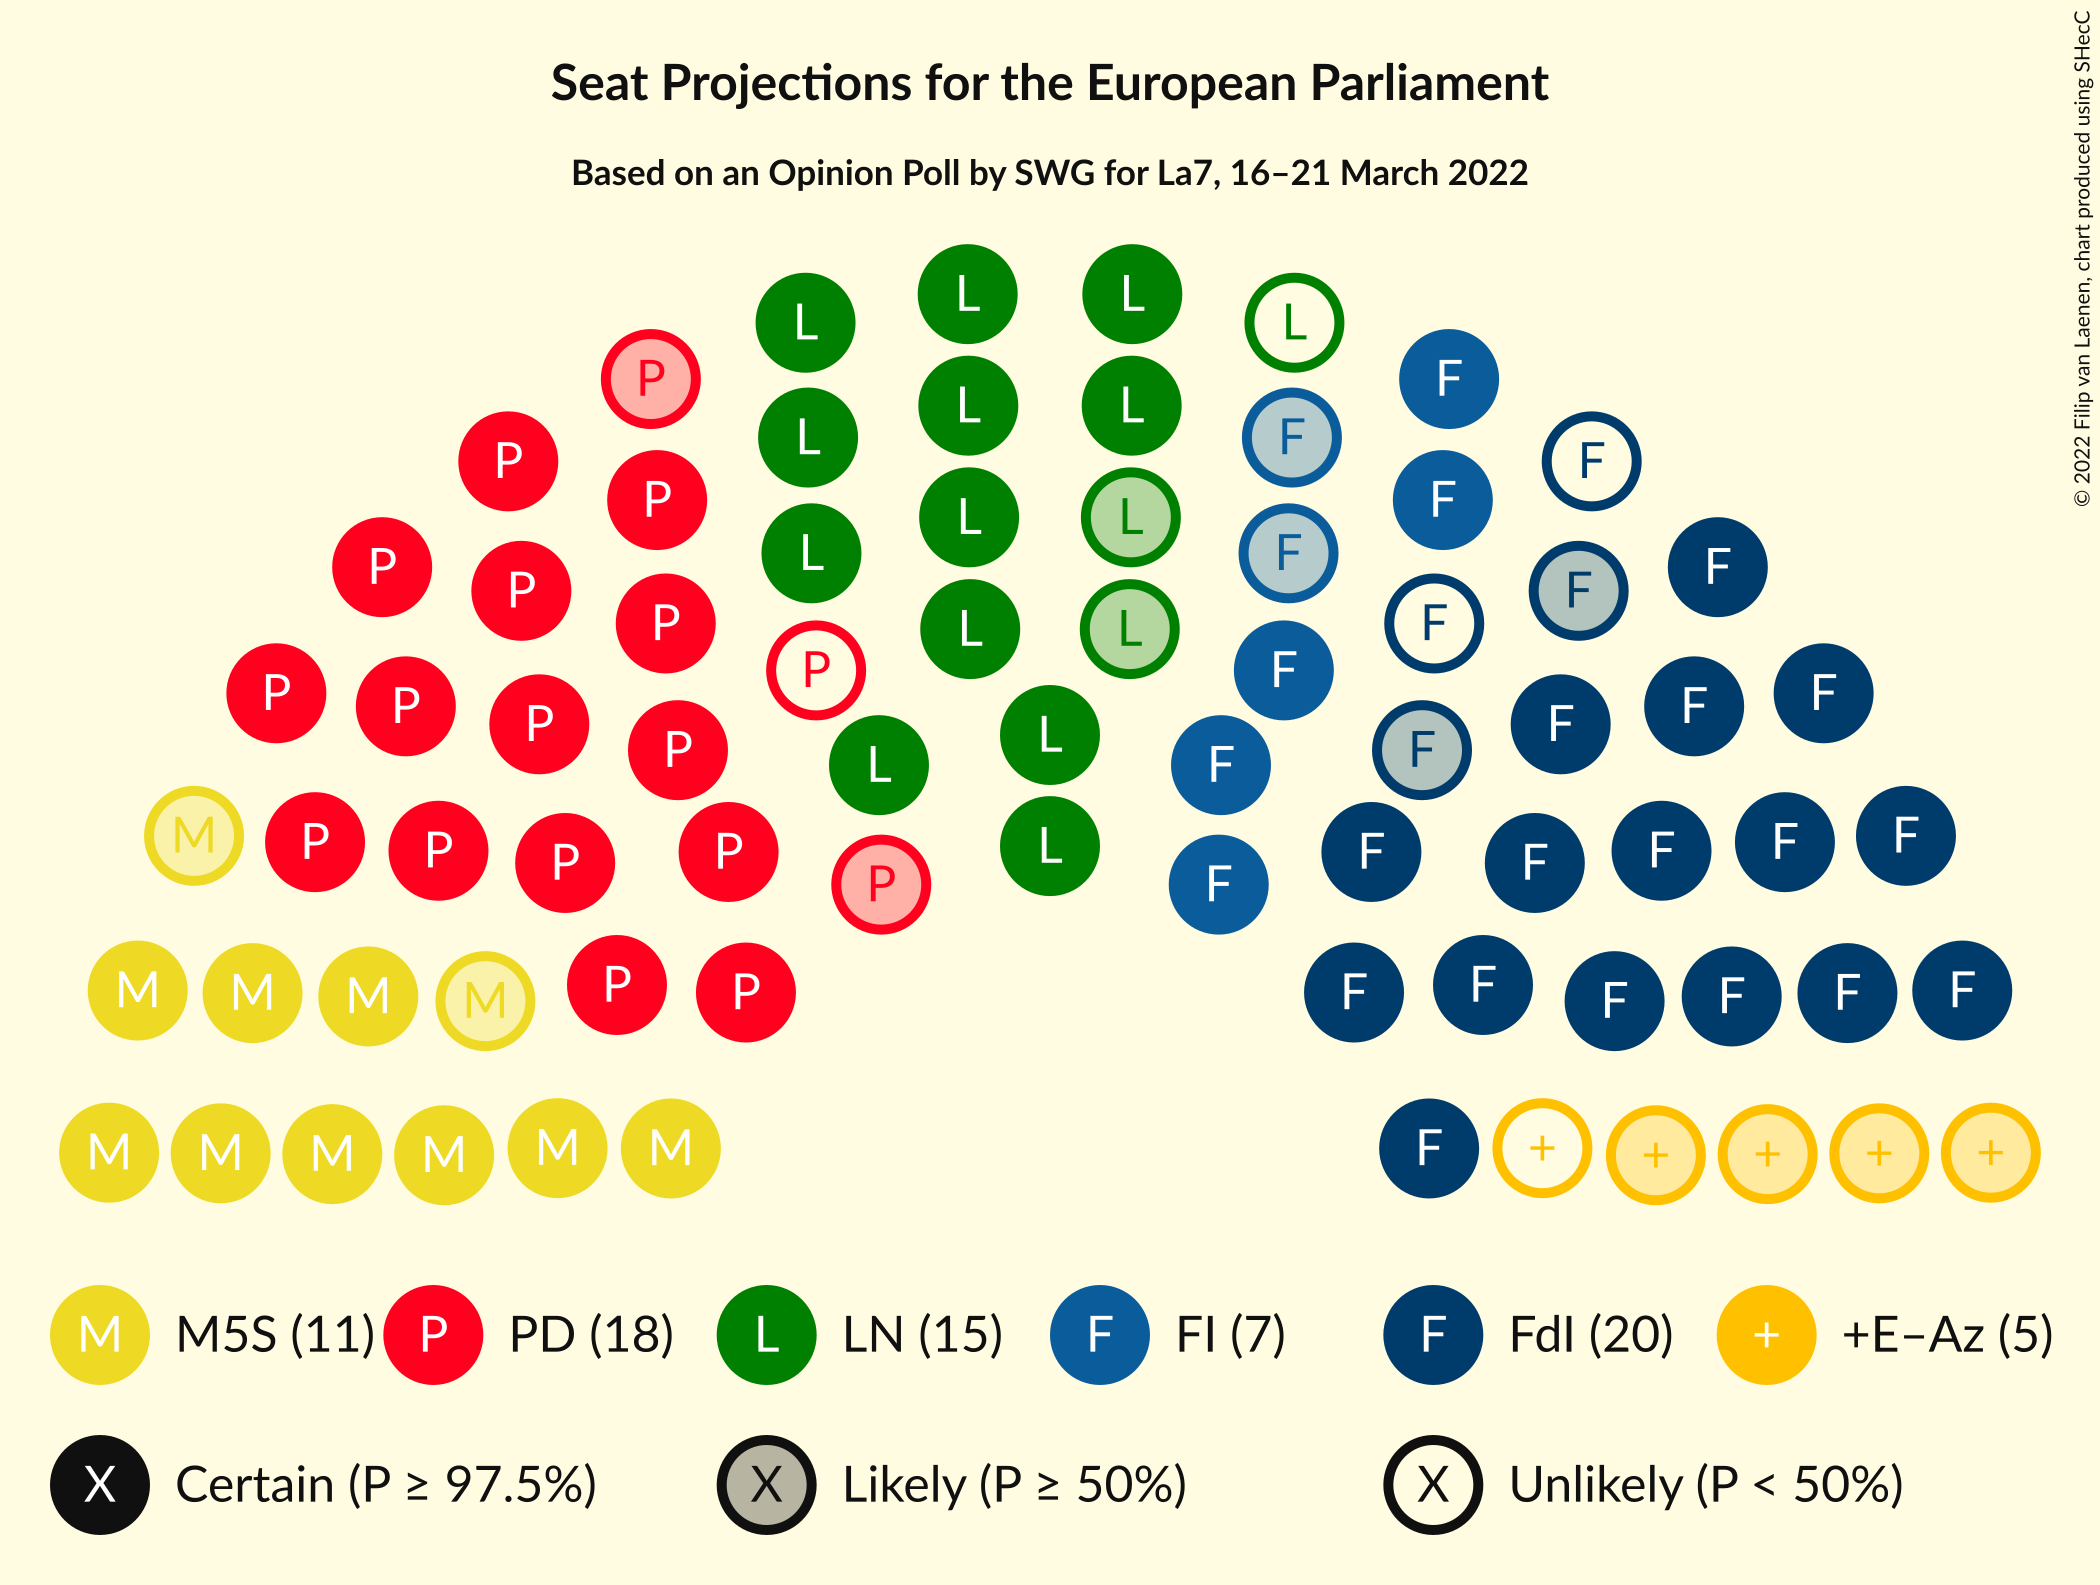 Seat Projections for the European Parliament
Based on an Opinion Poll by SWG for La7, 16–21 March 2022
© 2022 Filip van Laenen, chart produced using SHecC
L L
L L
P F
L L
L F
P F
P F
L L
L F
P F
P F
P F
L L
P F
P L F F
P P F F
P P F F
L
P L F F
M P P P P F F F F F
P L F
M M M M P P F F F F F F
M M M M M M F + + + + +
M M5S (11) P PD (18) L LN (15) F FI (7) F FdI (20) + +E–Az (5)
X Certain (P ≥ 97.5%) X Likely (P ≥ 50%) X Unlikely (P < 50%)